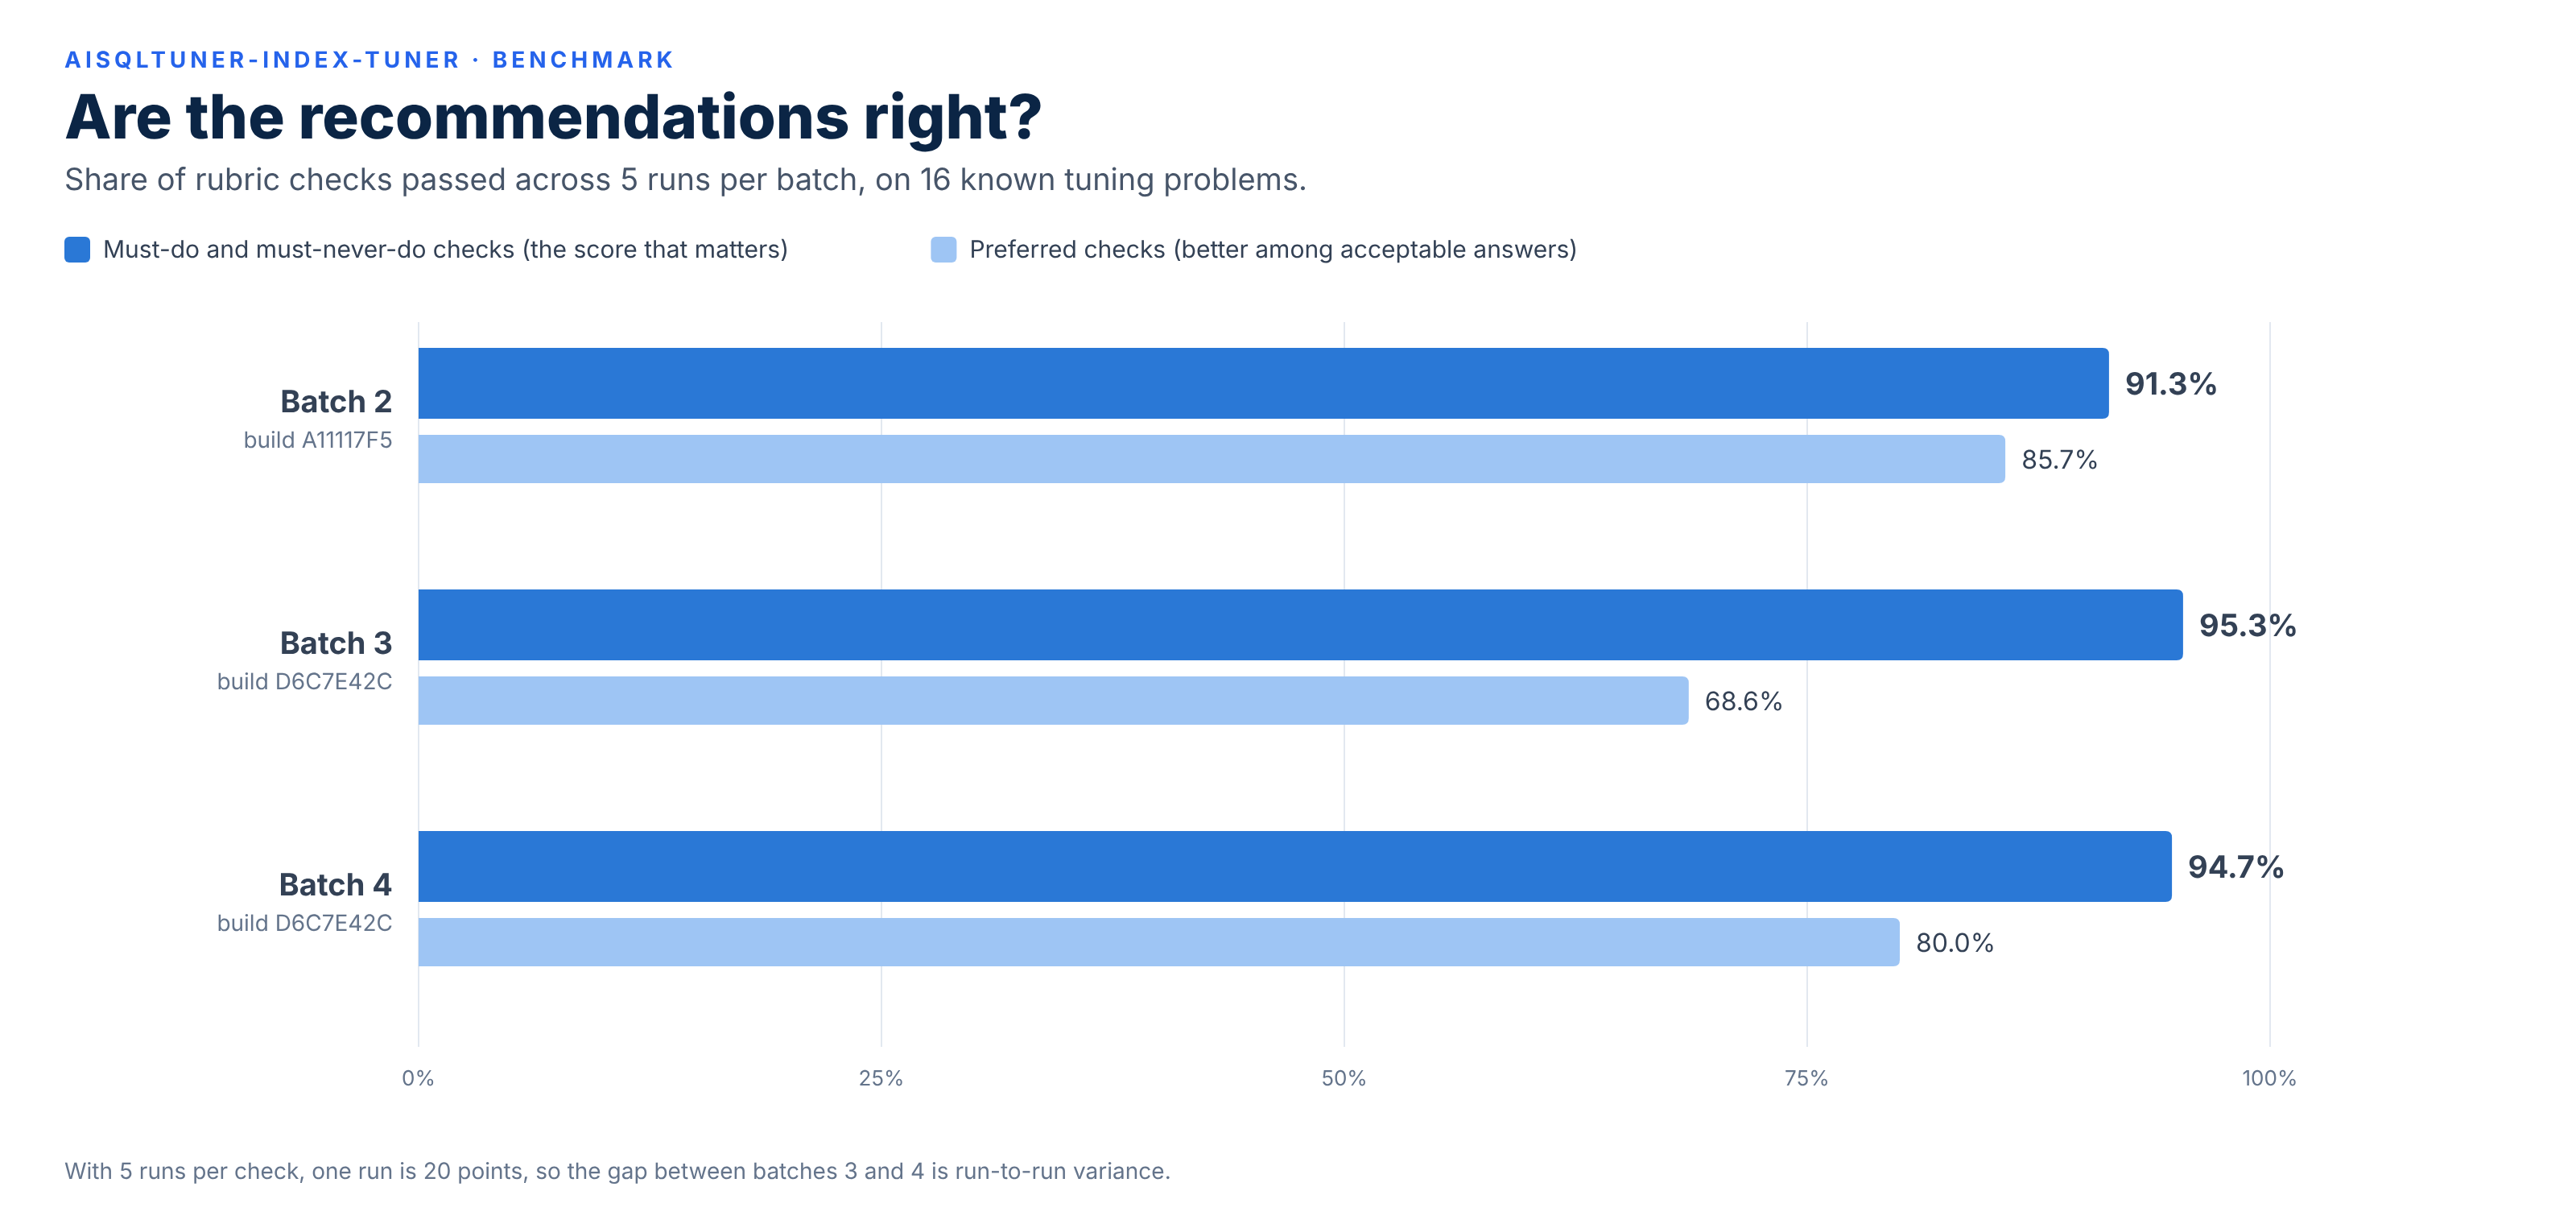 AISQLTUNER-INDEX-TUNER · BENCHMARK
Are the recommendations right?
Share of rubric checks passed across 5 runs per batch, on 16 known tuning problems.
Must-do and must-never-do checks (the score that matters)
Preferred checks (better among acceptable answers)
Batch 2
build A11117F5
91.3%
85.7%
Batch 3
build D6C7E42C
95.3%
68.6%
Batch 4
build D6C7E42C
94.7%
80.0%
0% 25% 50% 75% 100%
With 5 runs per check, one run is 20 points, so the gap between batches 3 and 4 is run-to-run variance.